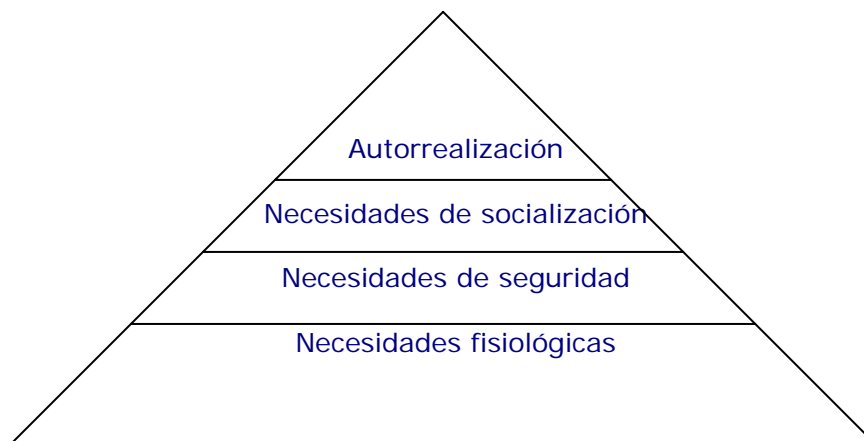 Autorrealización
Necesidades de socialización
Necesidades de seguridad
Necesidades fisiológicas